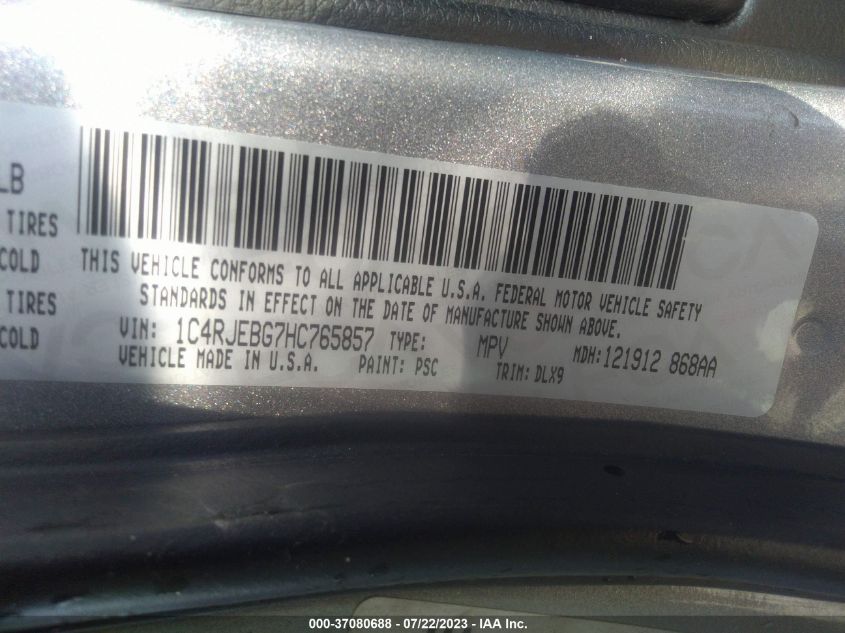 LB
TIRES
COLD
TIRES
COLD
THIS VEHICLE CONFORMS TO ALL APPLICABLE U.S.A. FEDERAL MOTOR VEHICLE SAFETY
STANDARDS IN EFFECT ON THE DATE OF MANUFACTURE SHOWN ABOVE.
VIN: 1C4RJEBG7HC765857 TYPE: MPV MDH:121912 868AA
VEHICLE MADE IN U.S.A. PAINT: PSC TRIM: DLX9
000-37080688 / 07/22/2023 - IAA Inc.